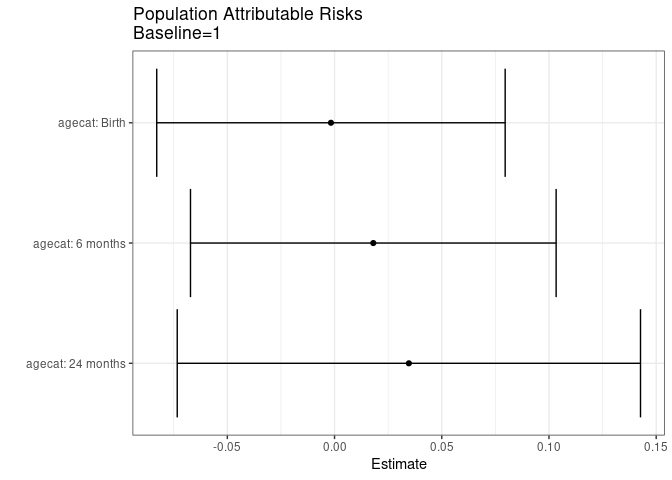 Population Attributable Risks
Baseline=1
agecat: Birth
agecat: 6 months
agecat: 24 months
-0.05
0.00
0.05
0.10
0.15
Estimate